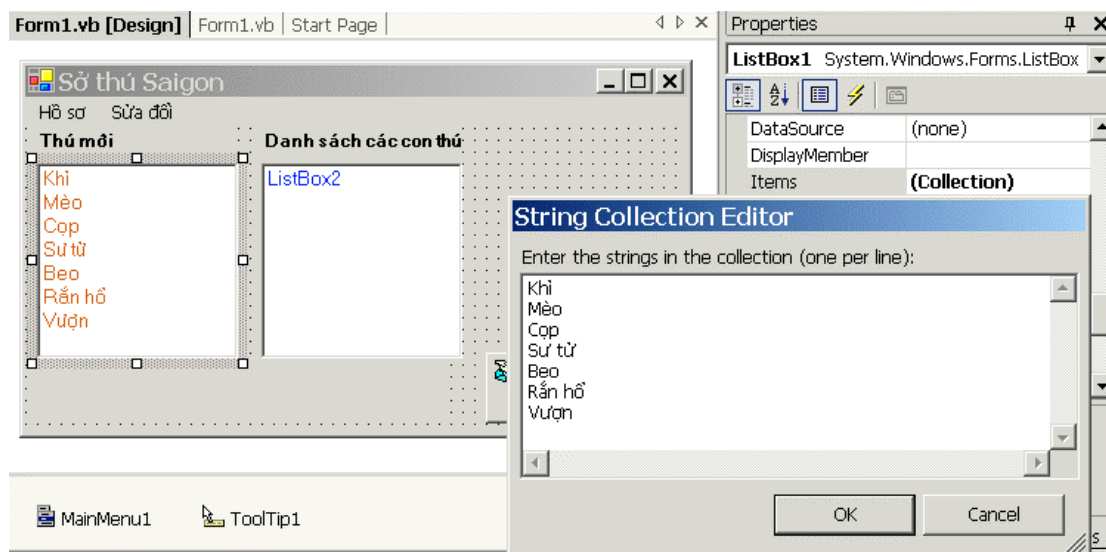 Form1.vb [Design] Form1.vb Start Page
Sở thú Saigon
Hồ sơ Sửa đổi
Thú mới Danh sách các con thú
Khỉ
Mèo
Cọp
Sư tử
Beo
Rắn hổ
Vượn
ListBox2
MainMenu1 ToolTip1
Properties
ListBox1 System.Windows.Forms.ListBox
DataSource (none)
DisplayMember
Items (Collection)
String Collection Editor
Enter the strings in the collection (one per line):
Khỉ
Mèo
Cọp
Sư tử
Beo
Rắn hổ
Vượn
OK Cancel
s